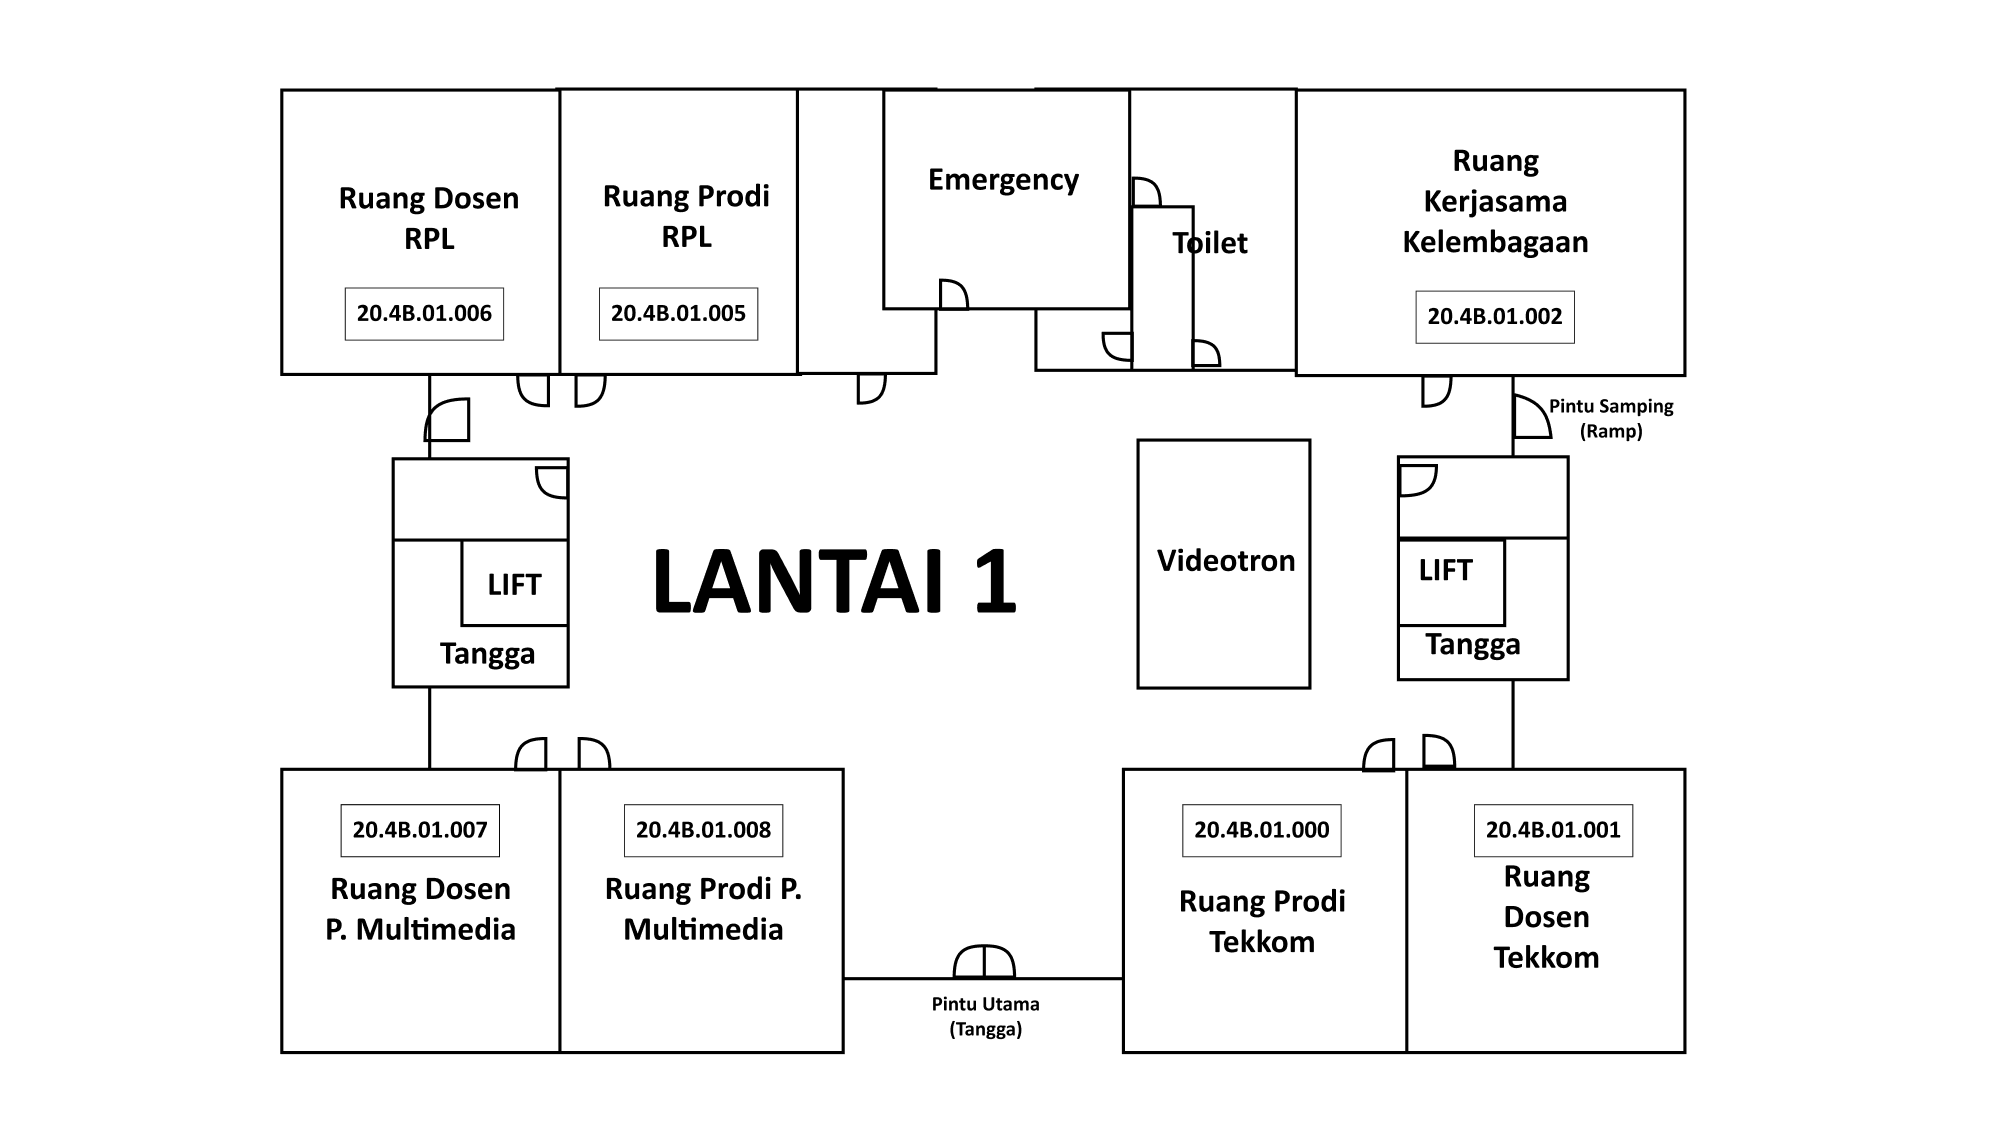 Ruang Dosen
RPL
20.4B.01.006
Ruang Prodi
RPL
20.4B.01.005
Emergency
Toilet
Ruang
Kerjasama
Kelembagaan
20.4B.01.002
Pintu Samping
(Ramp)
LIFT
Tangga
LANTAI 1
Videotron
LIFT
Tangga
20.4B.01.007
Ruang Dosen
P. Multimedia
20.4B.01.008
Ruang Prodi P.
Multimedia
Pintu Utama
(Tangga)
20.4B.01.000
Ruang Prodi
Tekkom
20.4B.01.001
Ruang
Dosen
Tekkom